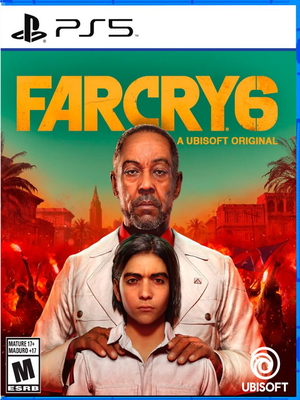 PS5
FARCRY6
A UBISOFT ORIGINAL
MATURE 17+
MADURO +17
M
ESRB
UBISOFT